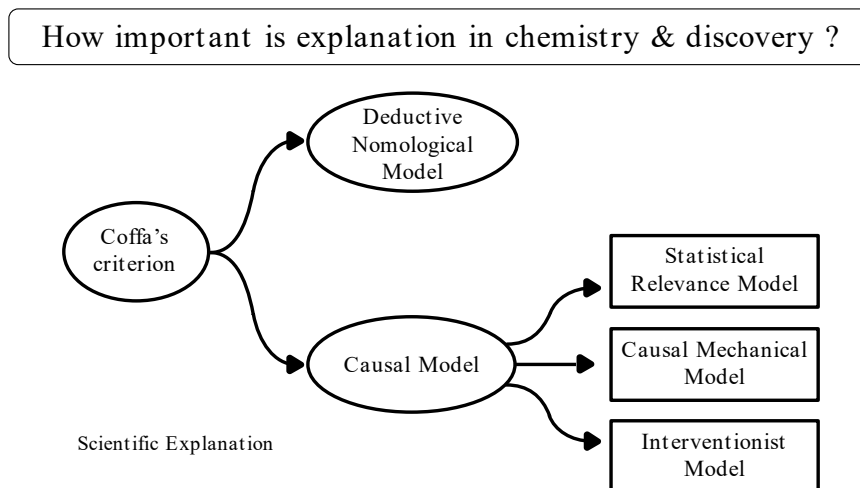 How important is explanation in chemistry & discovery ?
Deductive
Nomological
Model
Coffa's
criterion
Statistical
Relevance Model
Causal Model
Causal Mechanical
Model
Interventionist
Model
Scientific Explanation